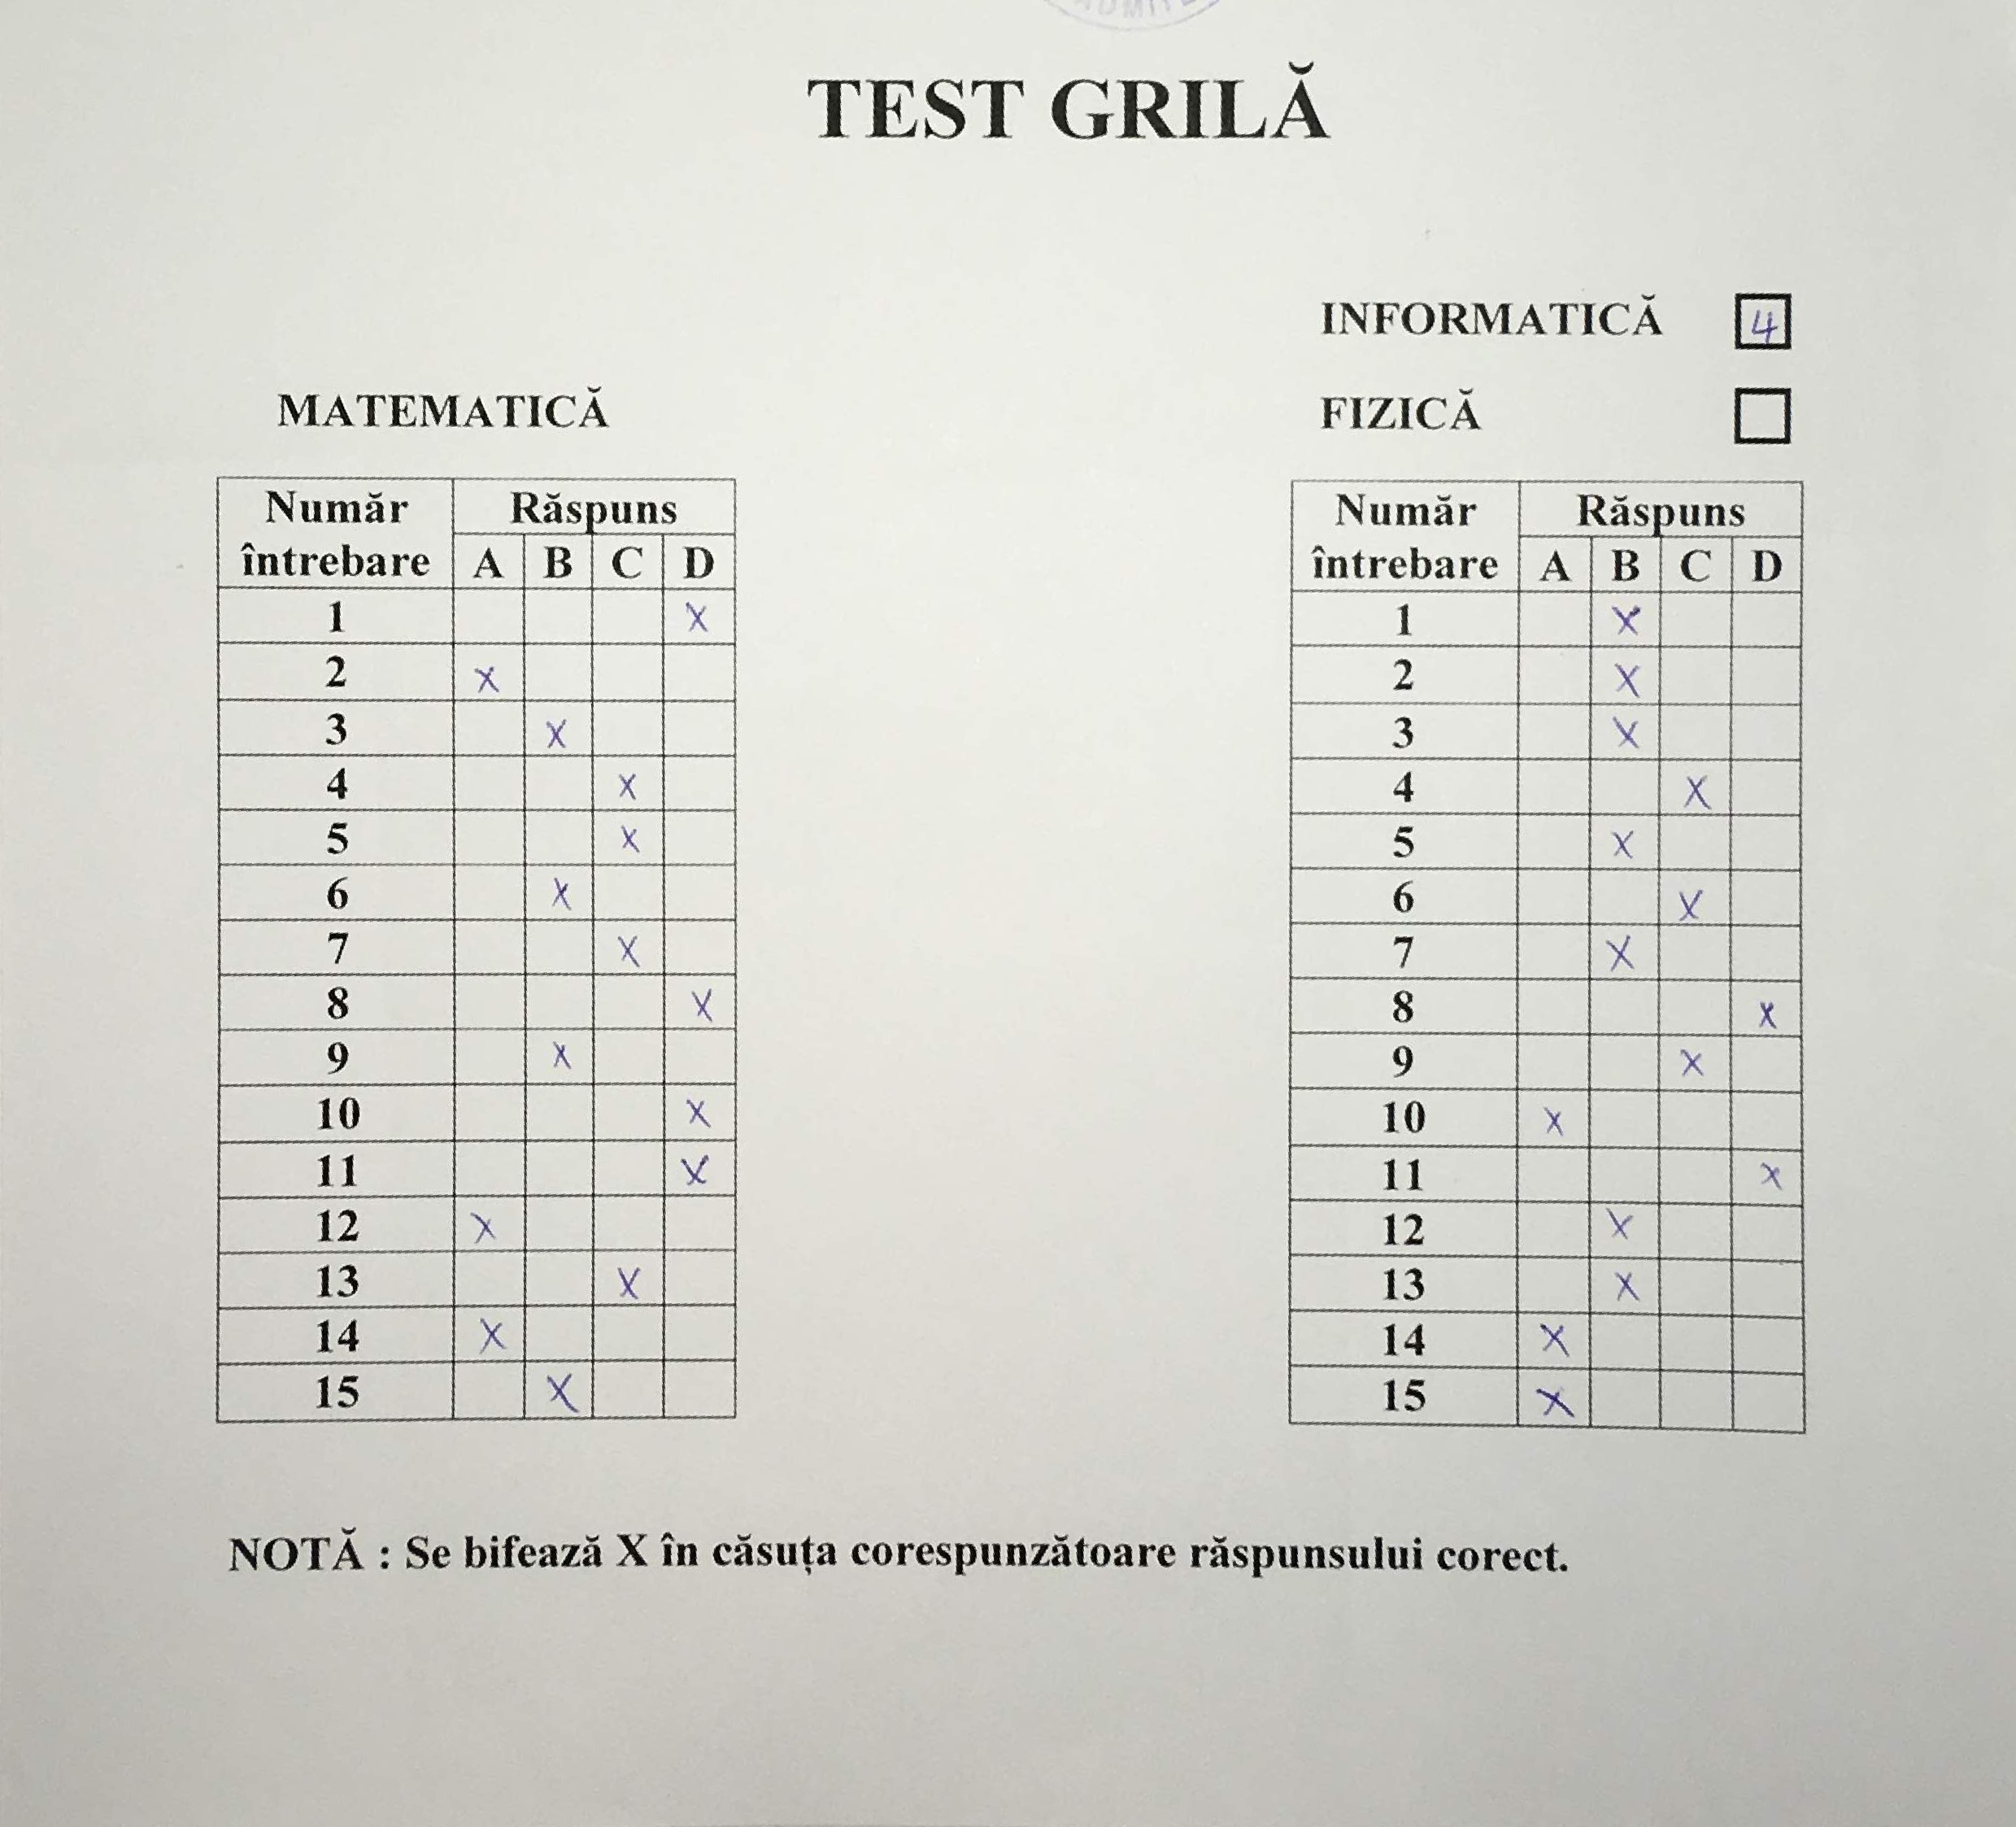 TEST GRILĂ
INFORMATICĂ 4
MATEMATICĂ
FIZICĂ
Număr întrebare Răspuns
A B C D
1 X
2 X
3 X
4 X
5 X
6 X
7 X
8 X
9 X
10 X
11 X
12 X
13 X
14 X
15 X
Număr întrebare Răspuns
A B C D
1 X
2 X
3 X
4 X
5 X
6 X
7 X
8 X
9 X
10 X
11 X
12 X
13 X
14 X
15 X
NOTĂ : Se bifează X în căsuța corespunzătoare răspunsului corect.